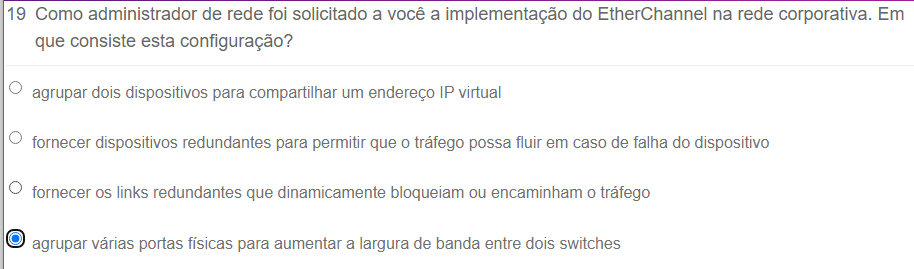 19 Como administrador de rede foi solicitado a você a implementação do EtherChannel na rede corporativa. Em
que consiste esta configuração?
agrupar dois dispositivos para compartilhar um endereço IP virtual
fornecer dispositivos redundantes para permitir que o tráfego possa fluir em caso de falha do dispositivo
fornecer os links redundantes que dinamicamente bloqueiam ou encaminham o tráfego
agrupar várias portas físicas para aumentar a largura de banda entre dois switches